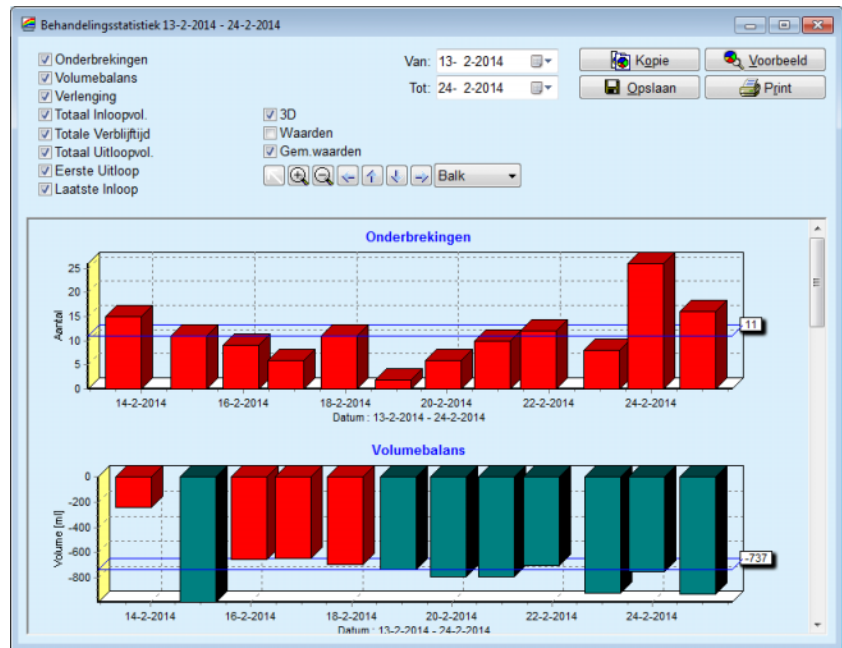 Behandelingsstatistiek 13-2-2014 - 24-2-2014
Onderbrekingen
Volumebalans
Verlenging
Totaal Inloopvol.
Totale Verblijftijd
Totaal Uitloopvol.
Eerste Uitloop
Laatste Inloop
3D
Waarden
Gem.waarden
Balk
Van: 13- 2-2014
Tot: 24- 2-2014
Kopie
Voorbeeld
Opslaan
Print
Onderbrekingen
Aantal
25
20
15
10
5
0
11
14-2-2014 16-2-2014 18-2-2014 20-2-2014 22-2-2014 24-2-2014
Datum : 13-2-2014 - 24-2-2014
Volumebalans
Volume [ml]
0
-200
-400
-600
-800
-737
14-2-2014 16-2-2014 18-2-2014 20-2-2014 22-2-2014 24-2-2014
Datum : 13-2-2014 - 24-2-2014